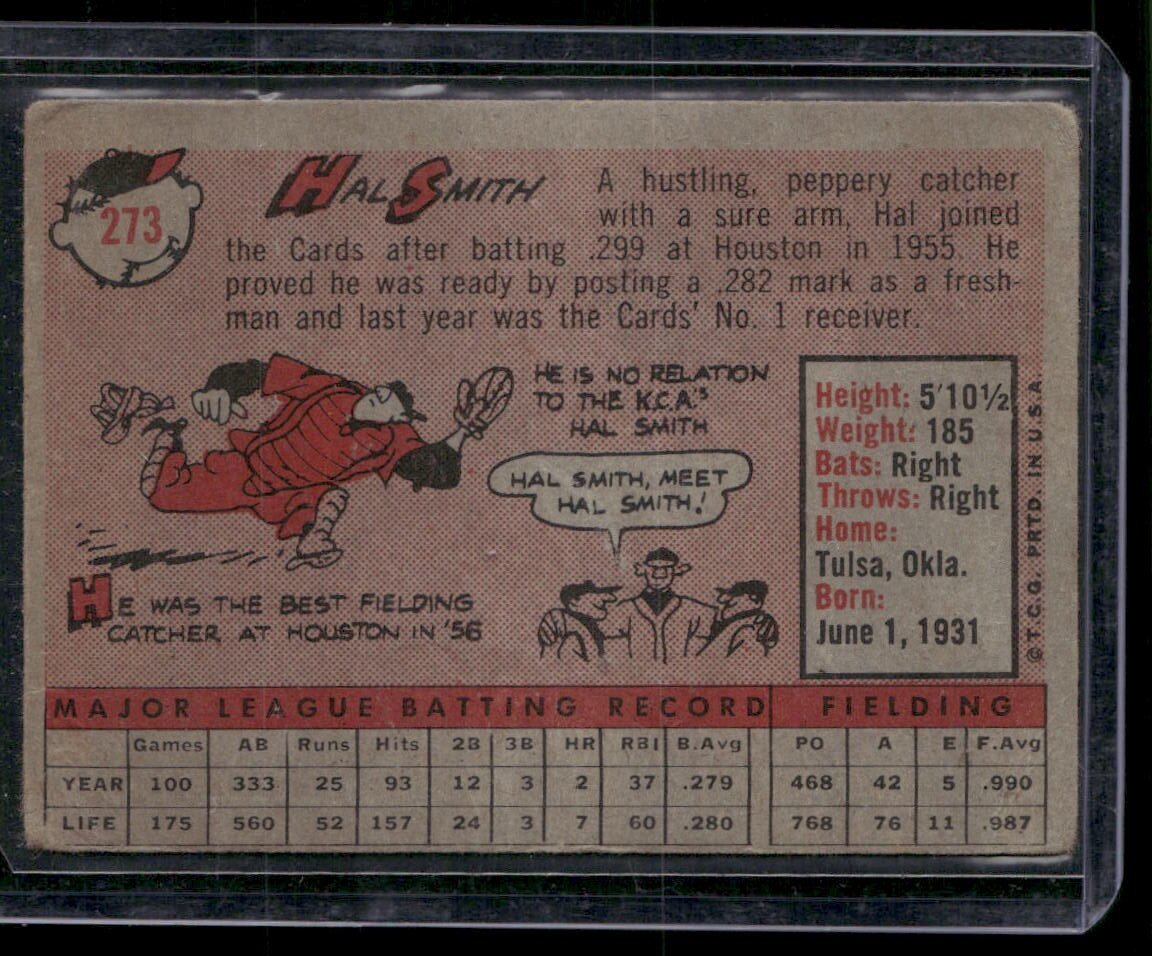 273
HAL SMITH
A hustling, peppery catcher
with a sure arm, Hal joined
the Cards after batting .299 at Houston in 1955. He
proved he was ready by posting a .282 mark as a fresh-
man and last year was the Cards' No. 1 receiver.
HE IS NO RELATION
TO THE K.C.A.'S
HAL SMITH
HAL SMITH, MEET
HAL SMITH!
HE WAS THE BEST FIELDING
CATCHER AT HOUSTON IN '56
Height: 5'10½
Weight: 185
Bats: Right
Throws: Right
Home:
Tulsa, Okla.
Born:
June 1, 1931
©T.C.G. PRTD. IN U.S.A.
MAJOR LEAGUE BATTING RECORD FIELDING
Games AB Runs Hits 2B 3B HR RBI B.Avg PO A E F.Avg
YEAR 100 333 25 93 12 3 2 37 .279 468 42 5 .990
LIFE 175 560 52 157 24 3 7 60 .280 768 76 11 .987